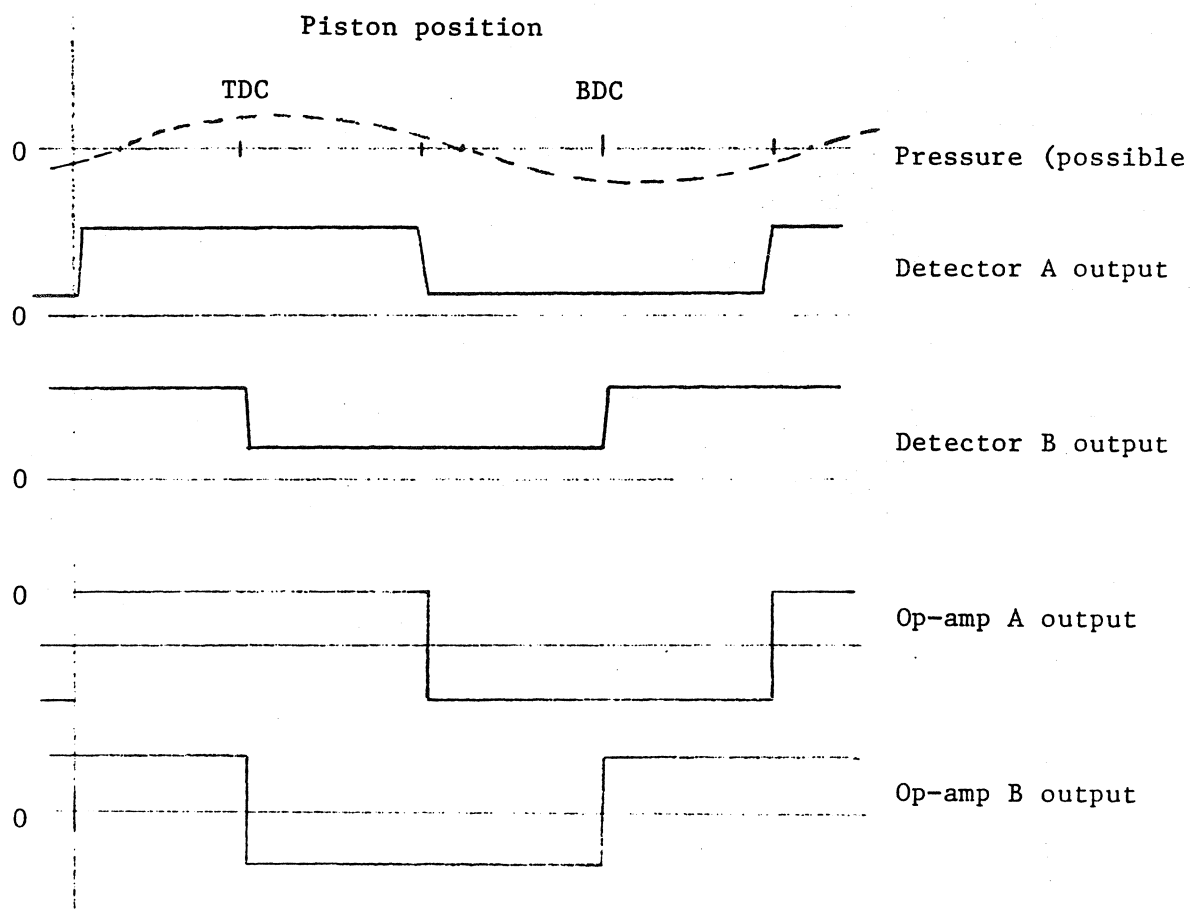 Piston position
TDC BDC
0 Pressure (possible
Detector A output
0
Detector B output
0
0 Op-amp A output
Op-amp B output
0